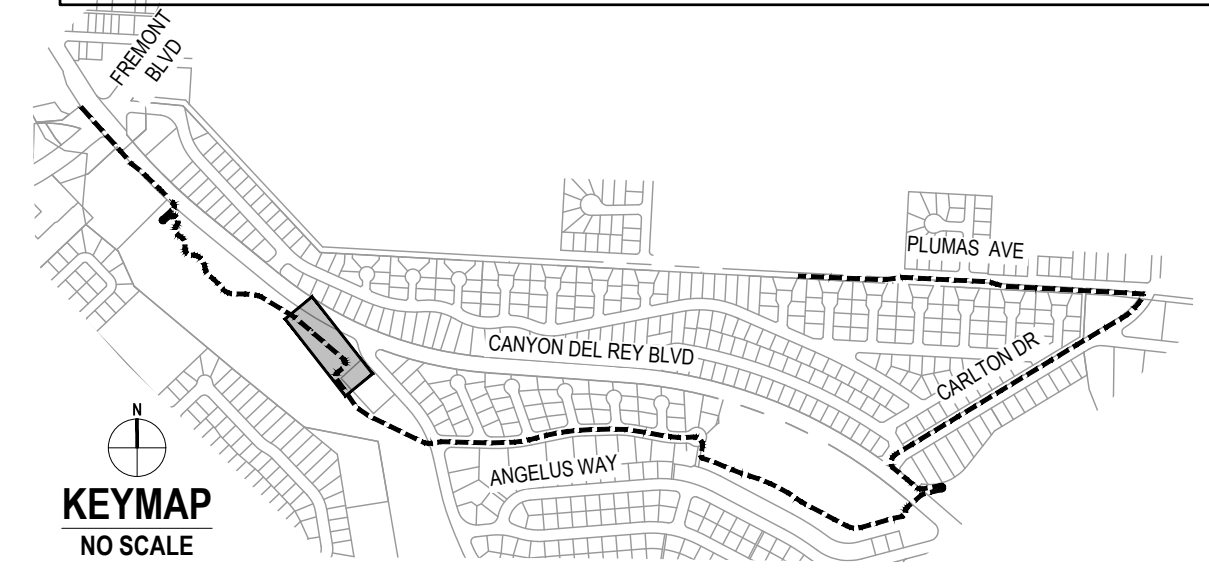 FREMONT
BLVD
PLUMAS AVE
CANYON DEL REY BLVD
CARLTON DR
ANGELUS WAY
N
KEYMAP
NO SCALE